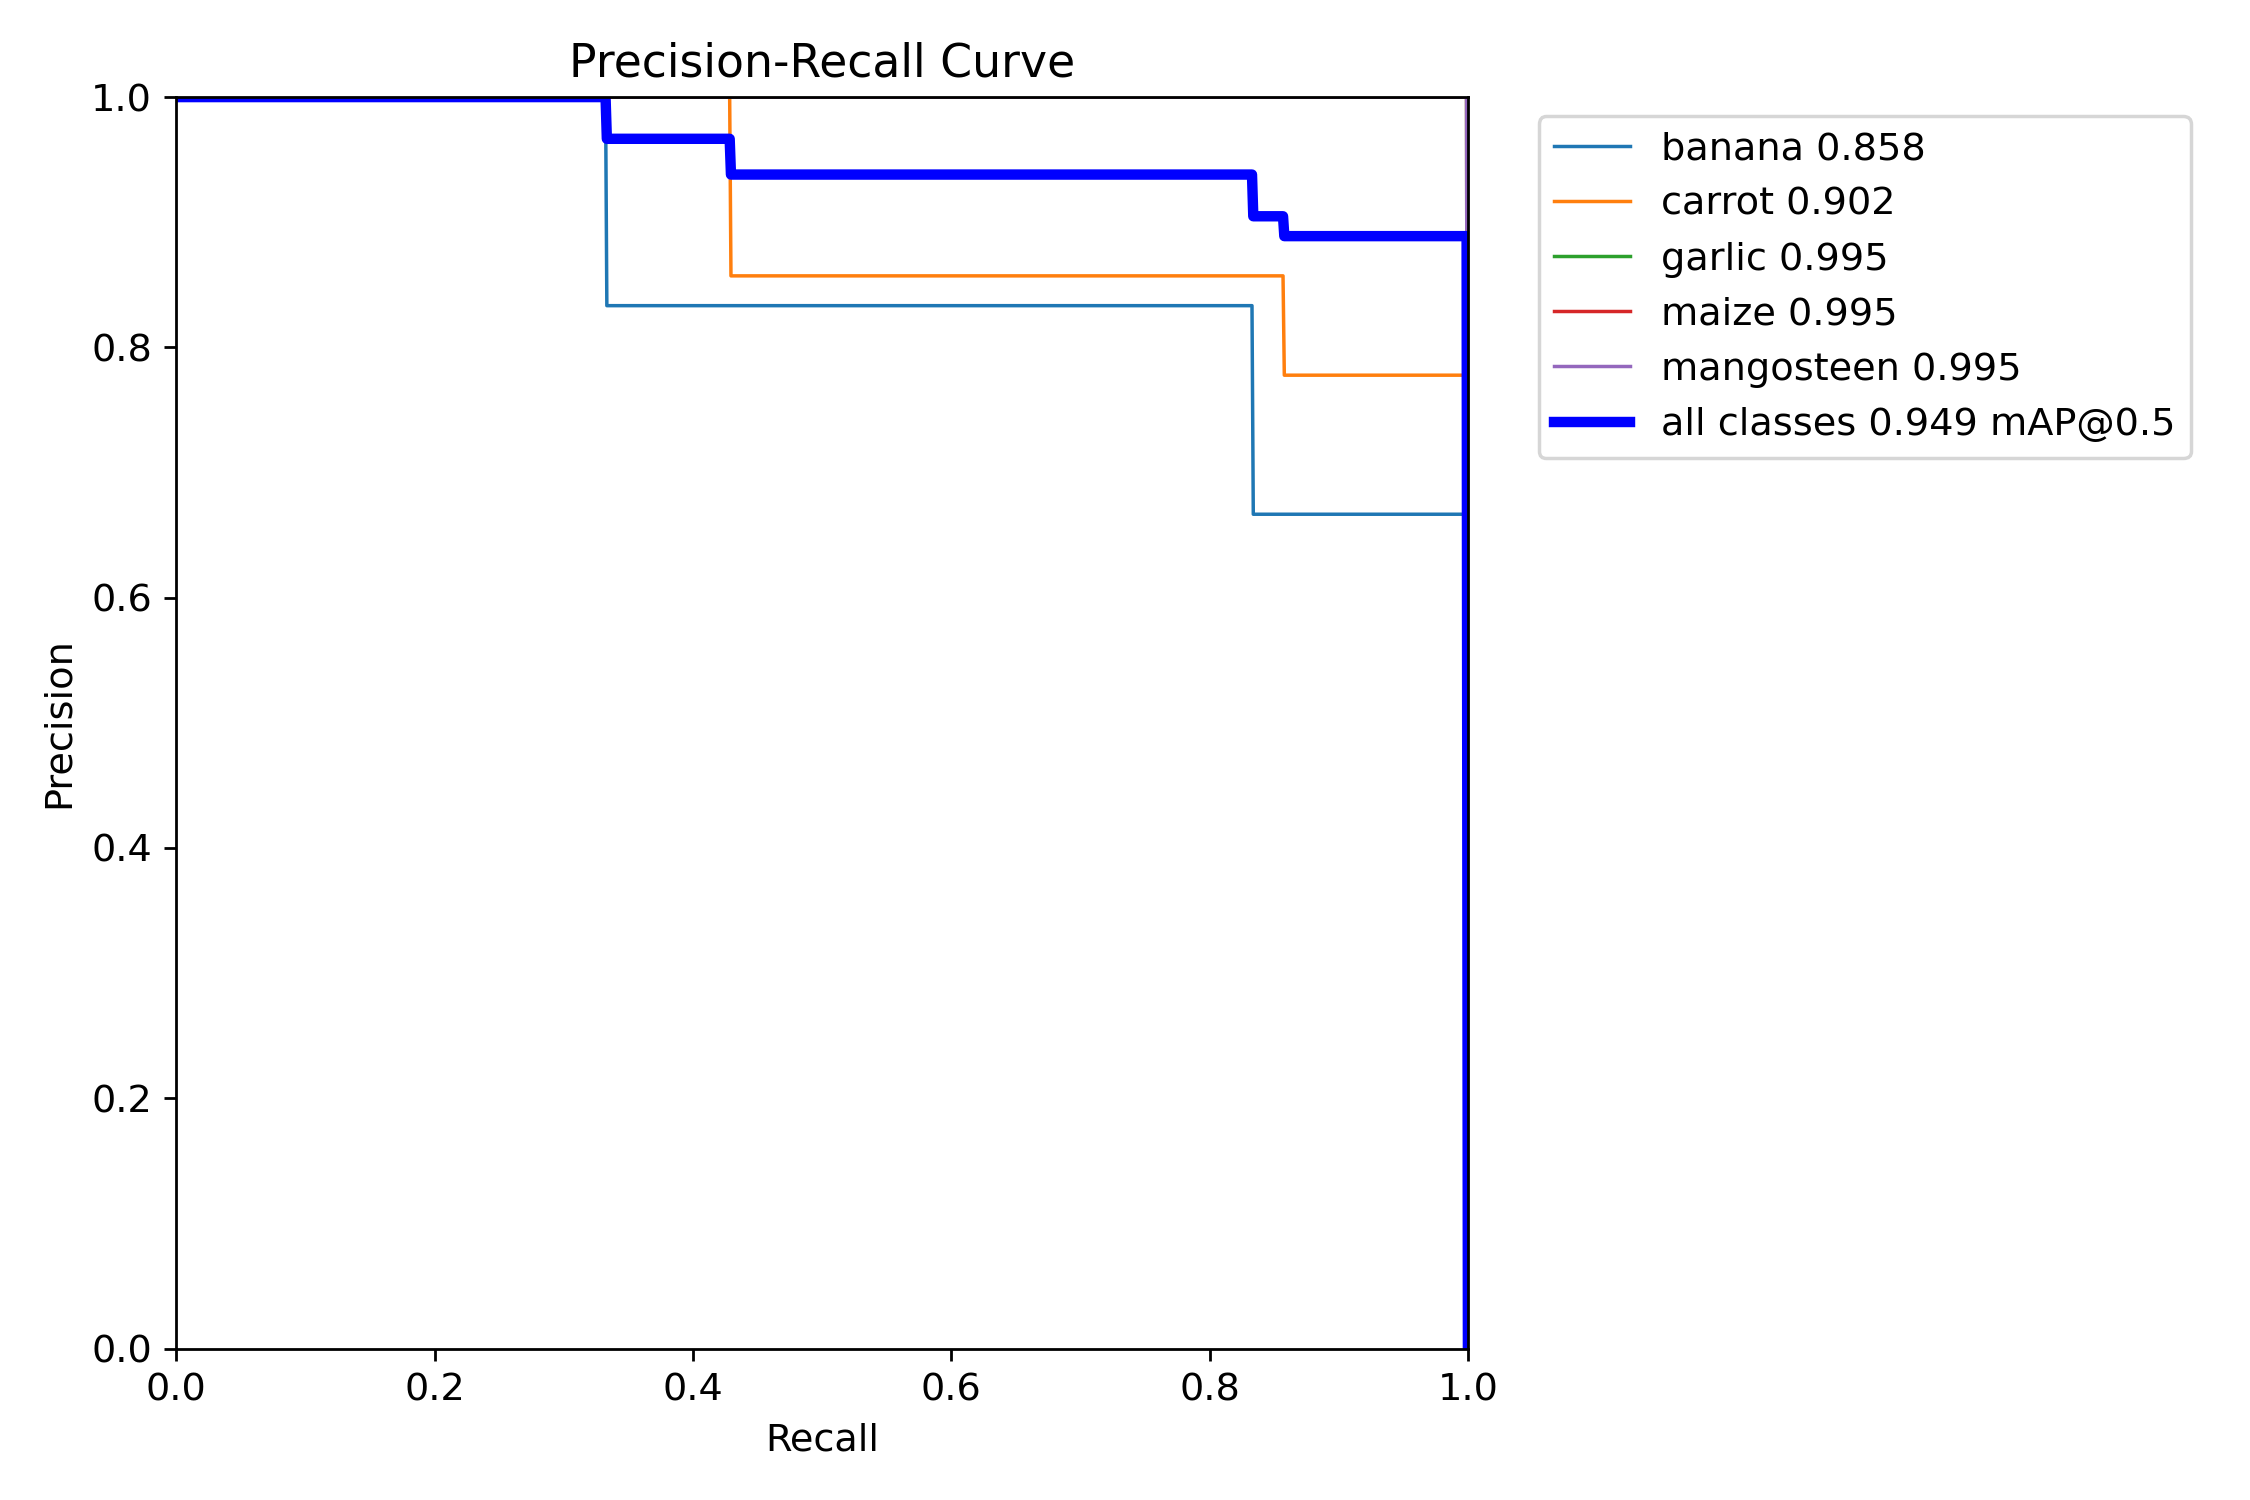 Precision-Recall Curve
1.0
0.8
0.6
0.4
0.2
0.0
Precision
0.0 0.2 0.4 0.6 0.8 1.0
Recall
banana 0.858
carrot 0.902
garlic 0.995
maize 0.995
mangosteen 0.995
all classes 0.949 mAP@0.5